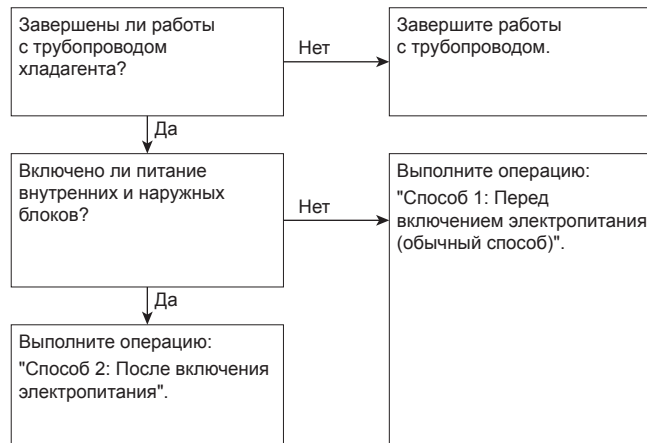 Завершены ли работы
с трубопроводом
хладагента?
Нет
Завершите работы
с трубопроводом.
Да
Включено ли питание
внутренних и наружных
блоков?
Нет
Выполните операцию:
"Способ 1: Перед
включением электропитания
(обычный способ)".
Да
Выполните операцию:
"Способ 2: После включения
электропитания".